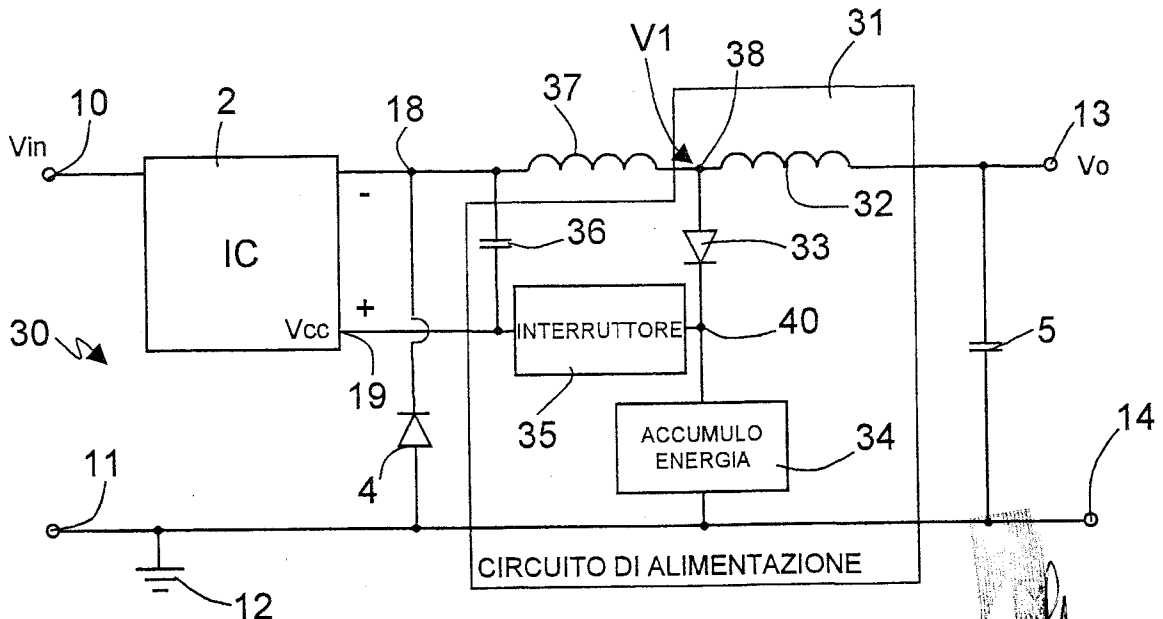 31
V1
38
37
10
2
18
13
Vin
Vo
-
32
36
33
IC
+
INTERRUTTORE
40
5
Vcc
30
19
35
ACCUMULO
ENERGIA
34
14
4
11
CIRCUITO DI ALIMENTAZIONE
12